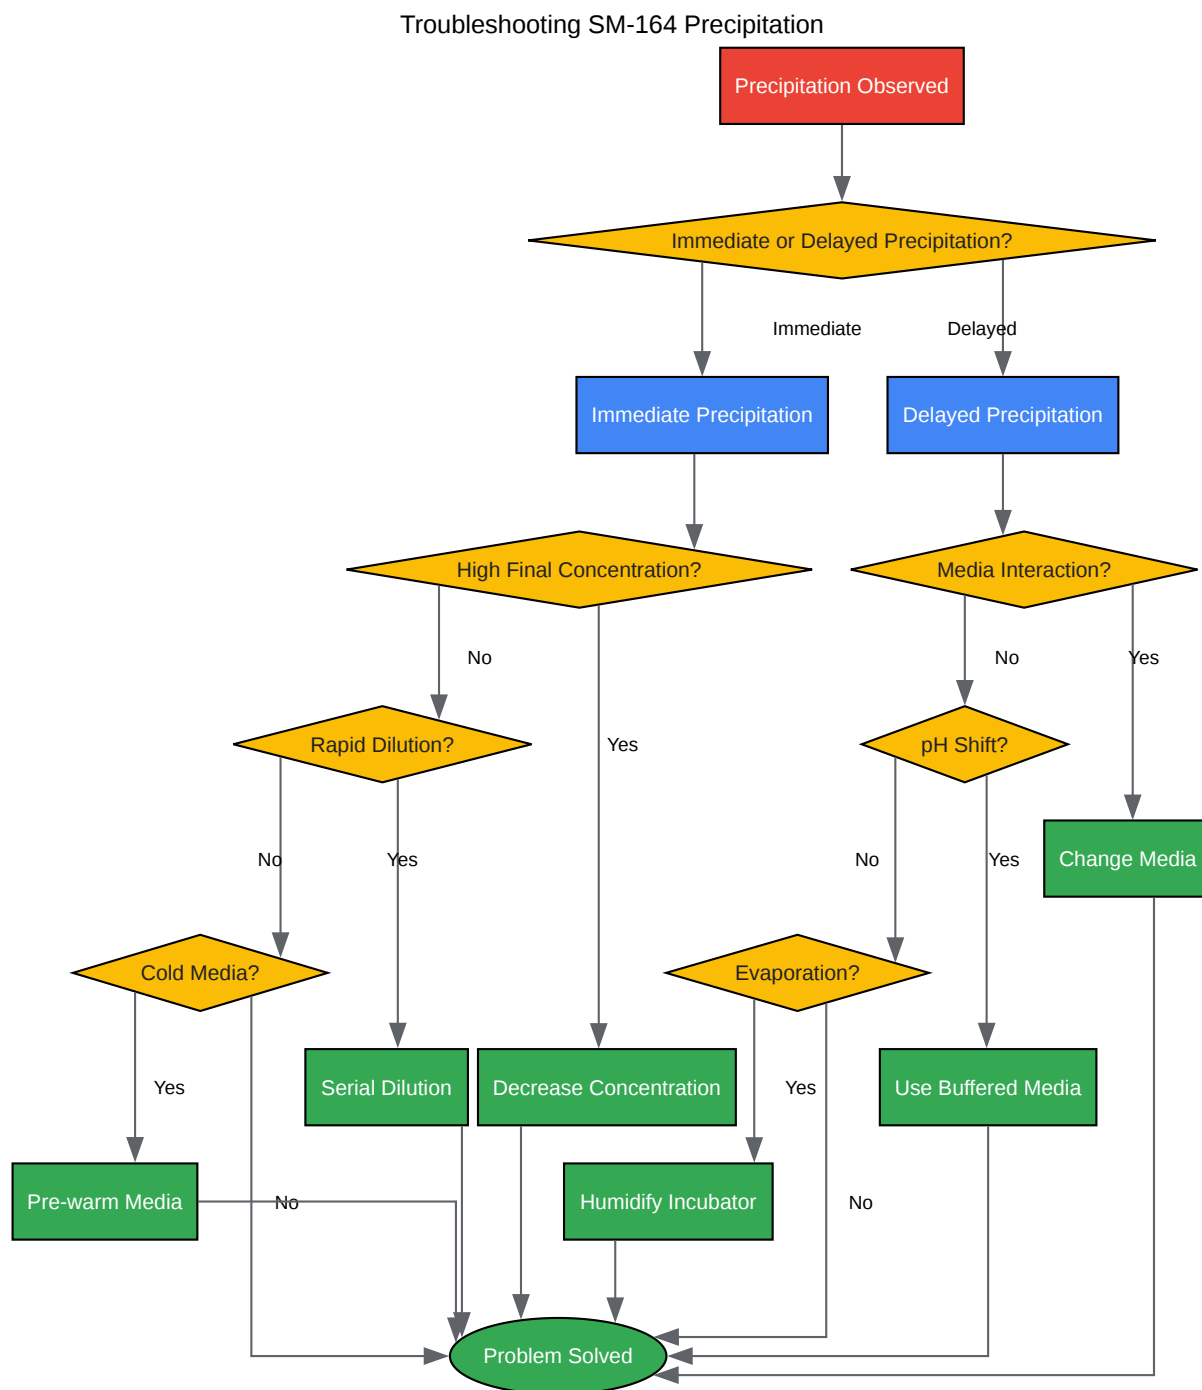 Troubleshooting SM-164 Precipitation
Precipitation Observed
Immediate or Delayed Precipitation?
Immediate
Delayed
Immediate Precipitation
Delayed Precipitation
High Final Concentration?
Media Interaction?
No
No
Yes
Rapid Dilution?
Yes
pH Shift?
No
Yes
No
Yes
Change Media
Cold Media?
Evaporation?
Yes
Serial Dilution
Decrease Concentration
Yes
Use Buffered Media
Pre-warm Media
No
Humidify Incubator
No
Problem Solved